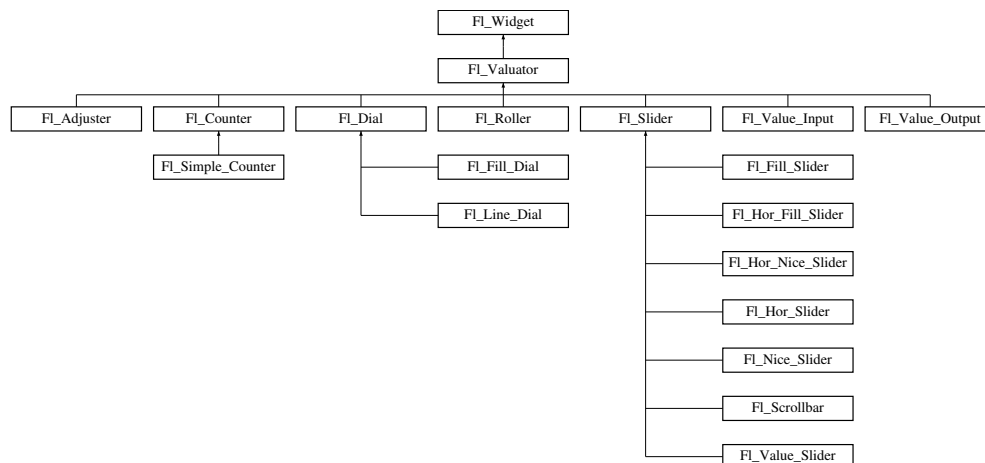 Fl_Widget
Fl_Valuator
Fl_Adjuster
Fl_Counter
Fl_Dial
Fl_Roller
Fl_Slider
Fl_Value_Input
Fl_Value_Output
Fl_Simple_Counter
Fl_Fill_Dial
Fl_Fill_Slider
Fl_Line_Dial
Fl_Hor_Fill_Slider
Fl_Hor_Nice_Slider
Fl_Hor_Slider
Fl_Nice_Slider
Fl_Scrollbar
Fl_Value_Slider